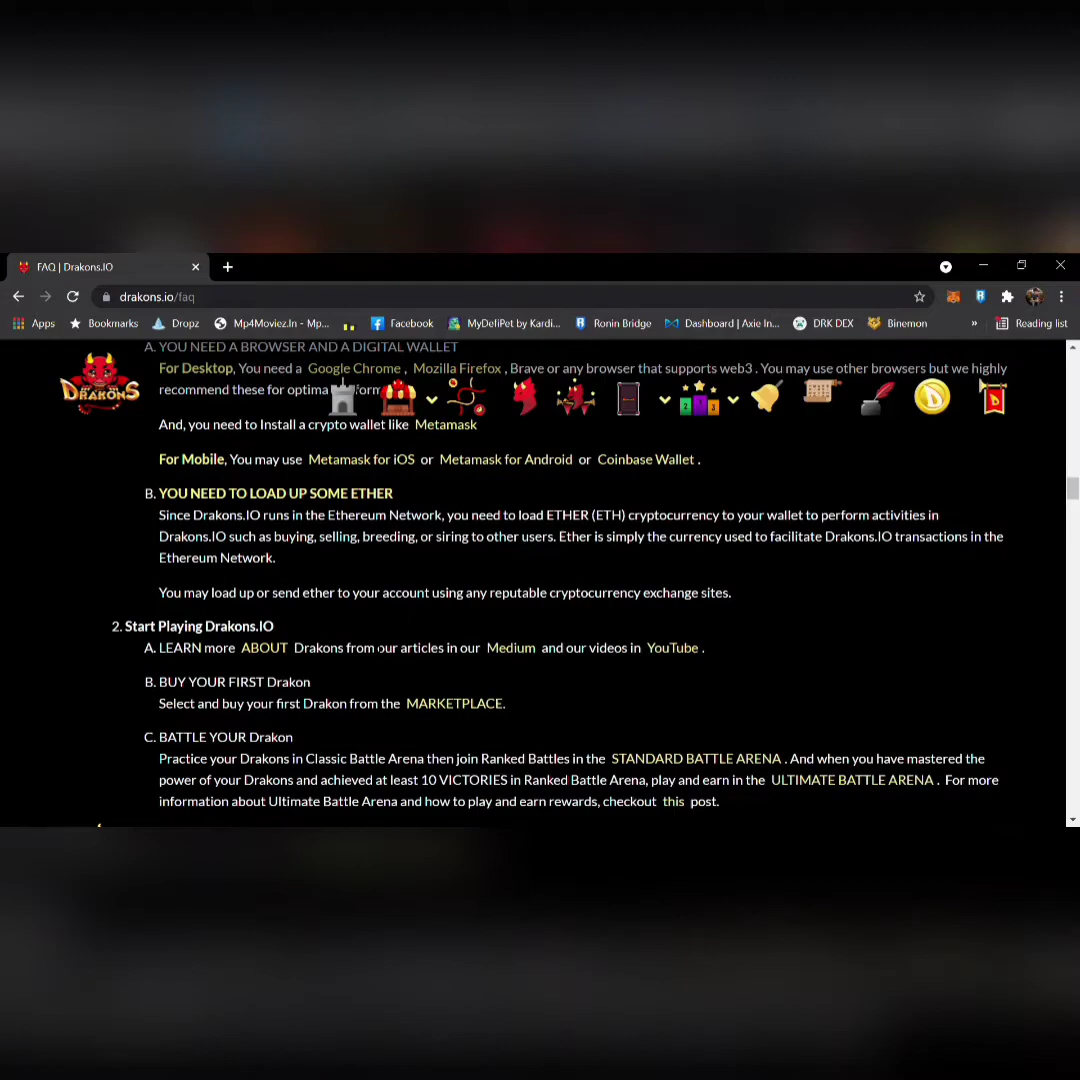 FAQ | Drakons.IO
drakons.io/faq
Apps Bookmarks Dropz Mp4Moviez.In - Mp... Facebook MyDefiPet by Kardi... Ronin Bridge Dashboard | Axie In... DRK DEX Binemon » Reading list
A. YOU NEED A BROWSER AND A DIGITAL WALLET
For Desktop, You need a Google Chrome , Mozilla Firefox , Brave or any browser that supports web3 . You may use other browsers but we highly
recommend these for optima form
DRAKONS
And, you need to Install a crypto wallet like Metamask
For Mobile, You may use Metamask for iOS or Metamask for Android or Coinbase Wallet .
B. YOU NEED TO LOAD UP SOME ETHER
Since Drakons.IO runs in the Ethereum Network, you need to load ETHER (ETH) cryptocurrency to your wallet to perform activities in
Drakons.IO such as buying, selling, breeding, or siring to other users. Ether is simply the currency used to facilitate Drakons.IO transactions in the
Ethereum Network.
You may load up or send ether to your account using any reputable cryptocurrency exchange sites.
2. Start Playing Drakons.IO
A. LEARN more ABOUT Drakons from our articles in our Medium and our videos in YouTube .
B. BUY YOUR FIRST Drakon
Select and buy your first Drakon from the MARKETPLACE.
C. BATTLE YOUR Drakon
Practice your Drakons in Classic Battle Arena then join Ranked Battles in the STANDARD BATTLE ARENA . And when you have mastered the
power of your Drakons and achieved at least 10 VICTORIES in Ranked Battle Arena, play and earn in the ULTIMATE BATTLE ARENA . For more
information about Ultimate Battle Arena and how to play and earn rewards, checkout this post.